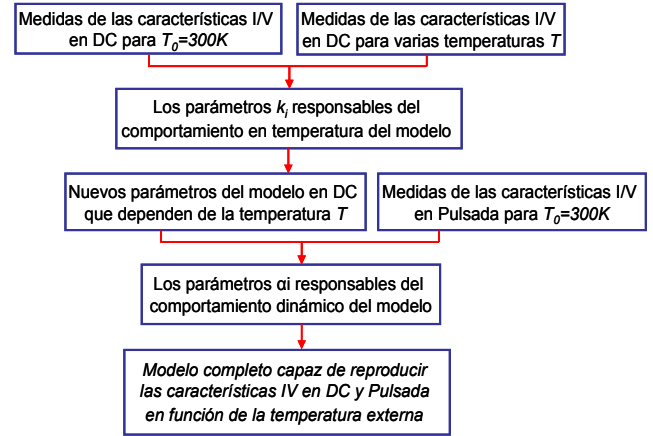 Medidas de las características I/V
en DC para T₀=300K
Medidas de las características I/V
en DC para varias temperaturas T
Los parámetros kᵢ responsables del
comportamiento en temperatura del modelo
Nuevos parámetros del modelo en DC
que dependen de la temperatura T
Medidas de las características I/V
en Pulsada para T₀=300K
Los parámetros αi responsables del
comportamiento dinámico del modelo
Modelo completo capaz de reproducir
las características IV en DC y Pulsada
en función de la temperatura externa